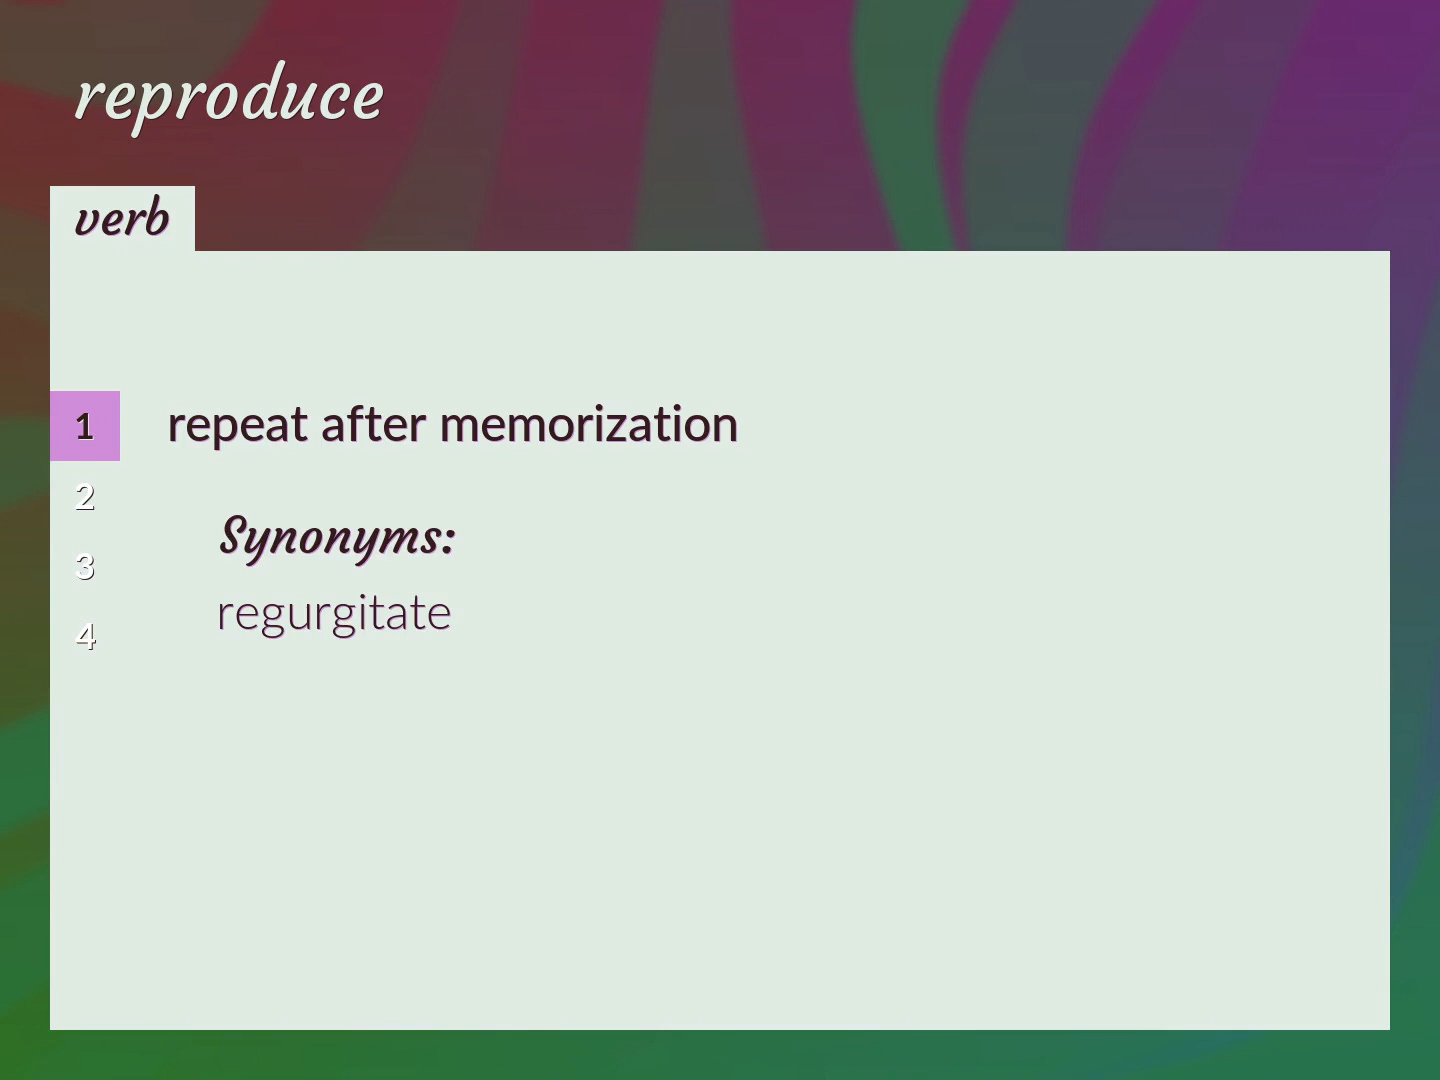 reproduce
verb
1 repeat after memorization
2
Synonyms:
3
regurgitate
4